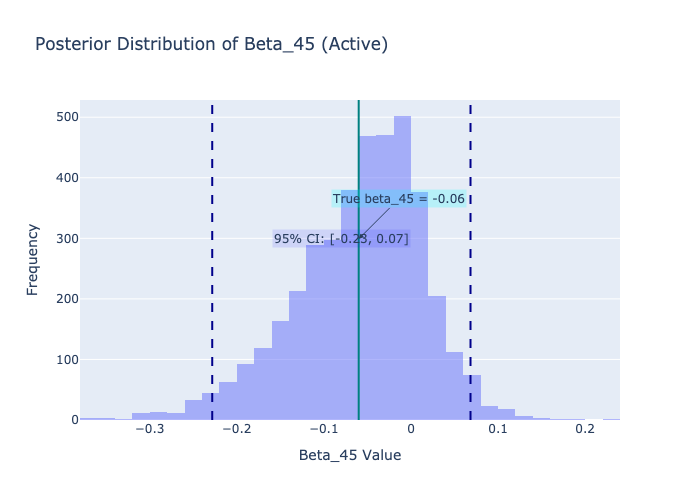 Posterior Distribution of Beta_45 (Active)
500
400
300
200
100
0
Frequency
True beta_45 = -0.06
95% CI: [-0.23, 0.07]
−0.3
−0.2
−0.1
0
0.1
0.2
Beta_45 Value